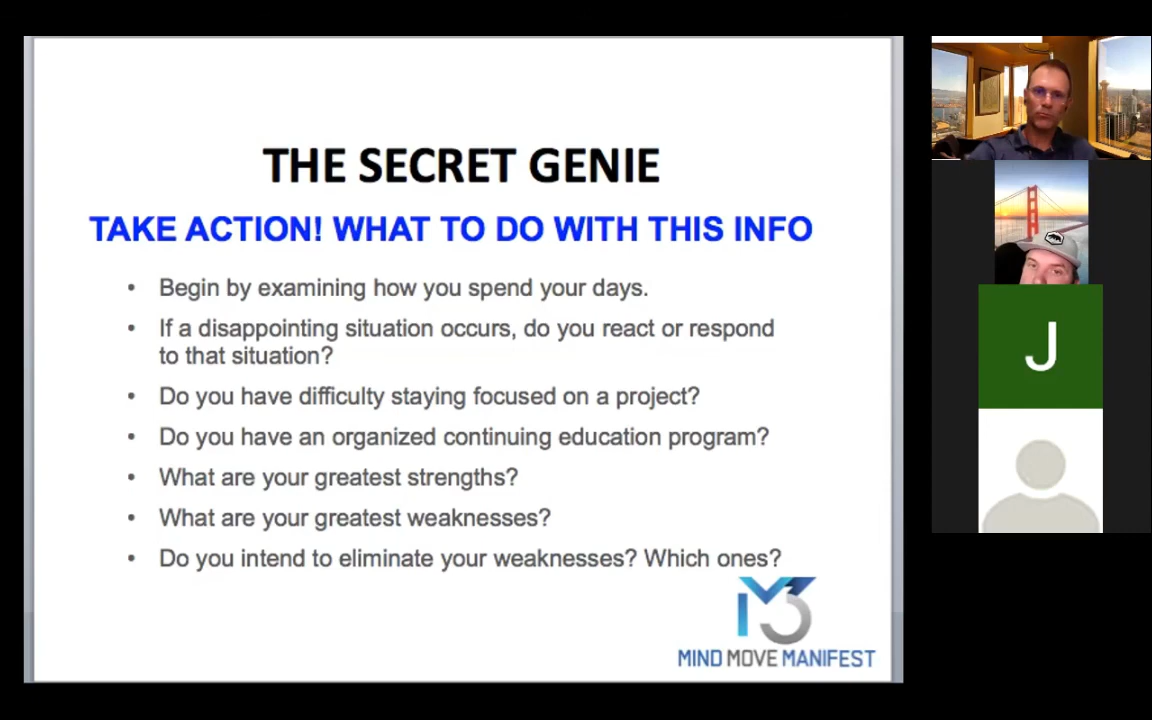 THE SECRET GENIE
TAKE ACTION! WHAT TO DO WITH THIS INFO
• Begin by examining how you spend your days.
• If a disappointing situation occurs, do you react or respond
to that situation?
• Do you have difficulty staying focused on a project?
• Do you have an organized continuing education program?
• What are your greatest strengths?
• What are your greatest weaknesses?
• Do you intend to eliminate your weaknesses? Which ones?
M3
MIND MOVE MANIFEST
J